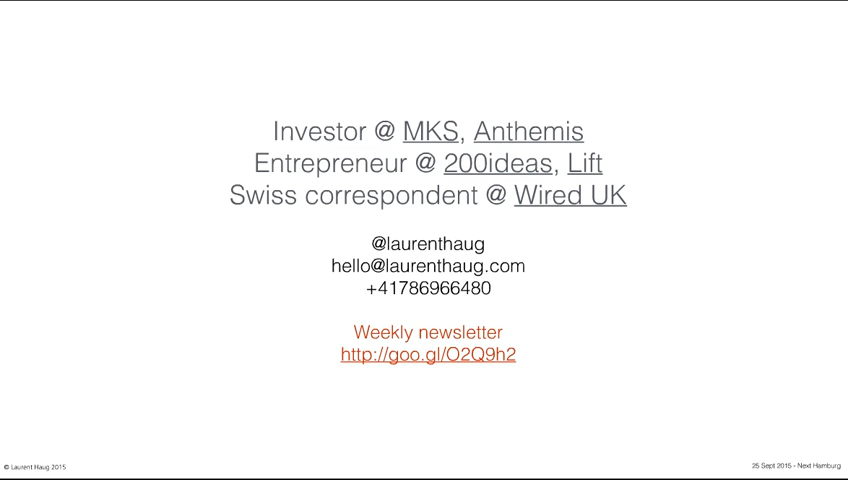 Investor @ MKS, Anthemis
Entrepreneur @ 200ideas, Lift
Swiss correspondent @ Wired UK
@laurenthaug
hello@laurenthaug.com
+41786966480
Weekly newsletter
http://goo.gl/O2Q9h2
© Laurent Haug 2015
25 Sept 2015 - Next Hamburg